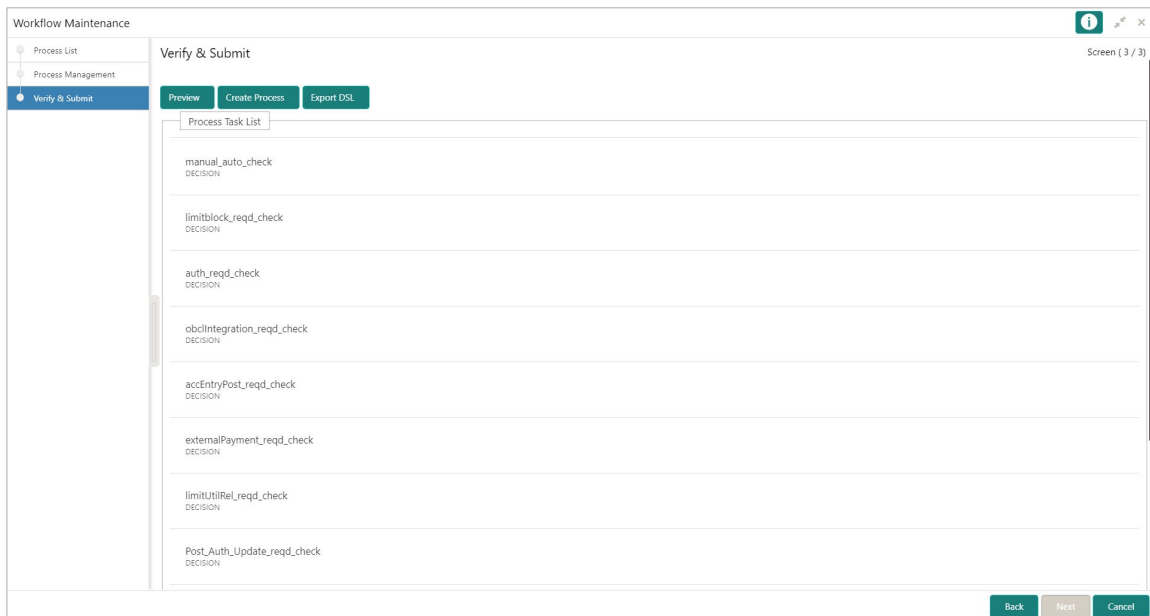 Workflow Maintenance
Process List
Process Management
Verify & Submit
Verify & Submit
Screen ( 3 / 3)
Preview
Create Process
Export DSL
Process Task List
manual_auto_check
DECISION
limitblock_reqd_check
DECISION
auth_reqd_check
DECISION
obclIntegration_reqd_check
DECISION
accEntryPost_reqd_check
DECISION
externalPayment_reqd_check
DECISION
limitUtilRel_reqd_check
DECISION
Post_Auth_Update_reqd_check
DECISION
Back
Next
Cancel